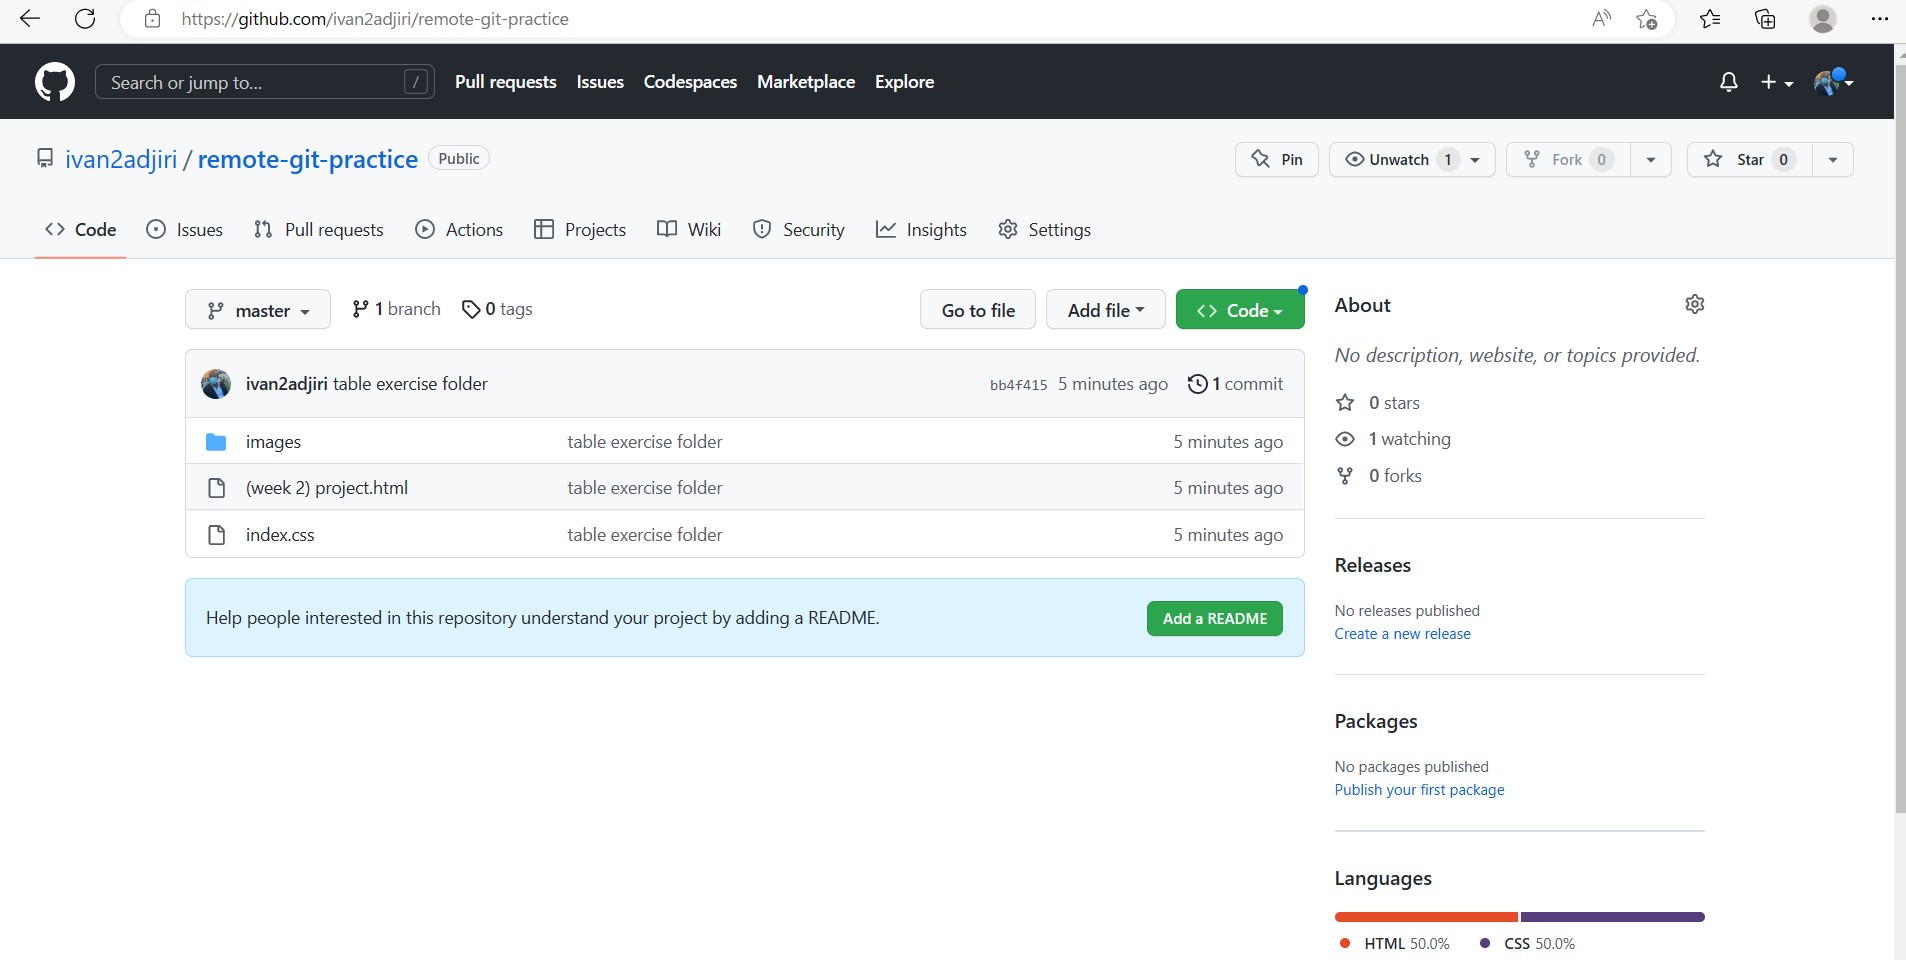 https://github.com/ivan2adjiri/remote-git-practice
Search or jump to... / Pull requests Issues Codespaces Marketplace Explore
ivan2adjiri / remote-git-practice Public Pin Unwatch 1 Fork 0 Star 0
Code Issues Pull requests Actions Projects Wiki Security Insights Settings
master 1 branch 0 tags Go to file Add file Code
ivan2adjiri table exercise folder bb4f415 5 minutes ago 1 commit
images table exercise folder 5 minutes ago
(week 2) project.html table exercise folder 5 minutes ago
index.css table exercise folder 5 minutes ago
Help people interested in this repository understand your project by adding a README. Add a README
About
No description, website, or topics provided.
0 stars
1 watching
0 forks
Releases
No releases published
Create a new release
Packages
No packages published
Publish your first package
Languages
HTML 50.0% CSS 50.0%